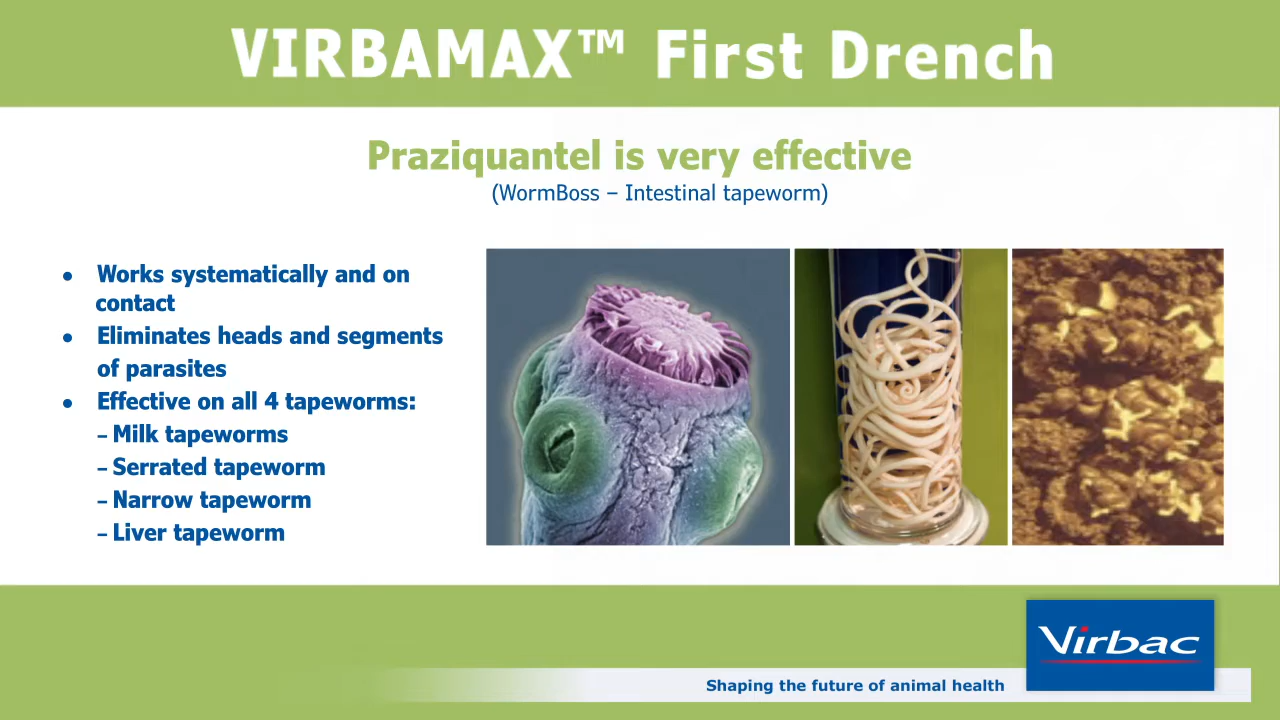 VIRBAMAX™ First Drench
Praziquantel is very effective
(WormBoss – Intestinal tapeworm)
• Works systematically and on
contact
• Eliminates heads and segments
of parasites
• Effective on all 4 tapeworms:
– Milk tapeworms
– Serrated tapeworm
– Narrow tapeworm
– Liver tapeworm
Virbac
Shaping the future of animal health